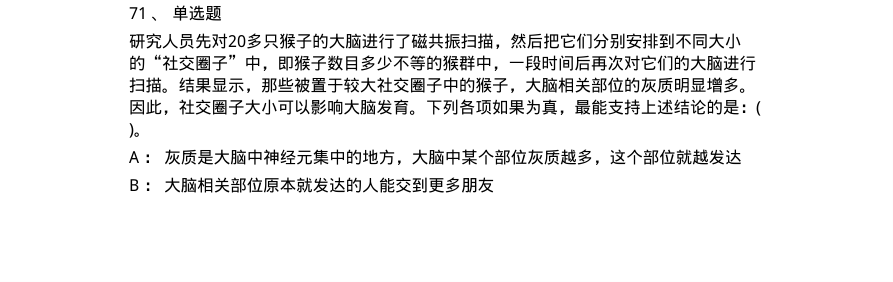 71 、 单选题
研究人员先对20多只猴子的大脑进行了磁共振扫描，然后把它们分别安排到不同大小
的“社交圈子”中，即猴子数目多少不等的猴群中，一段时间后再次对它们的大脑进行
扫描。结果显示，那些被置于较大社交圈子中的猴子，大脑相关部位的灰质明显增多。
因此，社交圈子大小可以影响大脑发育。下列各项如果为真，最能支持上述结论的是：(
)。
A ： 灰质是大脑中神经元集中的地方，大脑中某个部位灰质越多，这个部位就越发达
B ： 大脑相关部位原本就发达的人能交到更多朋友